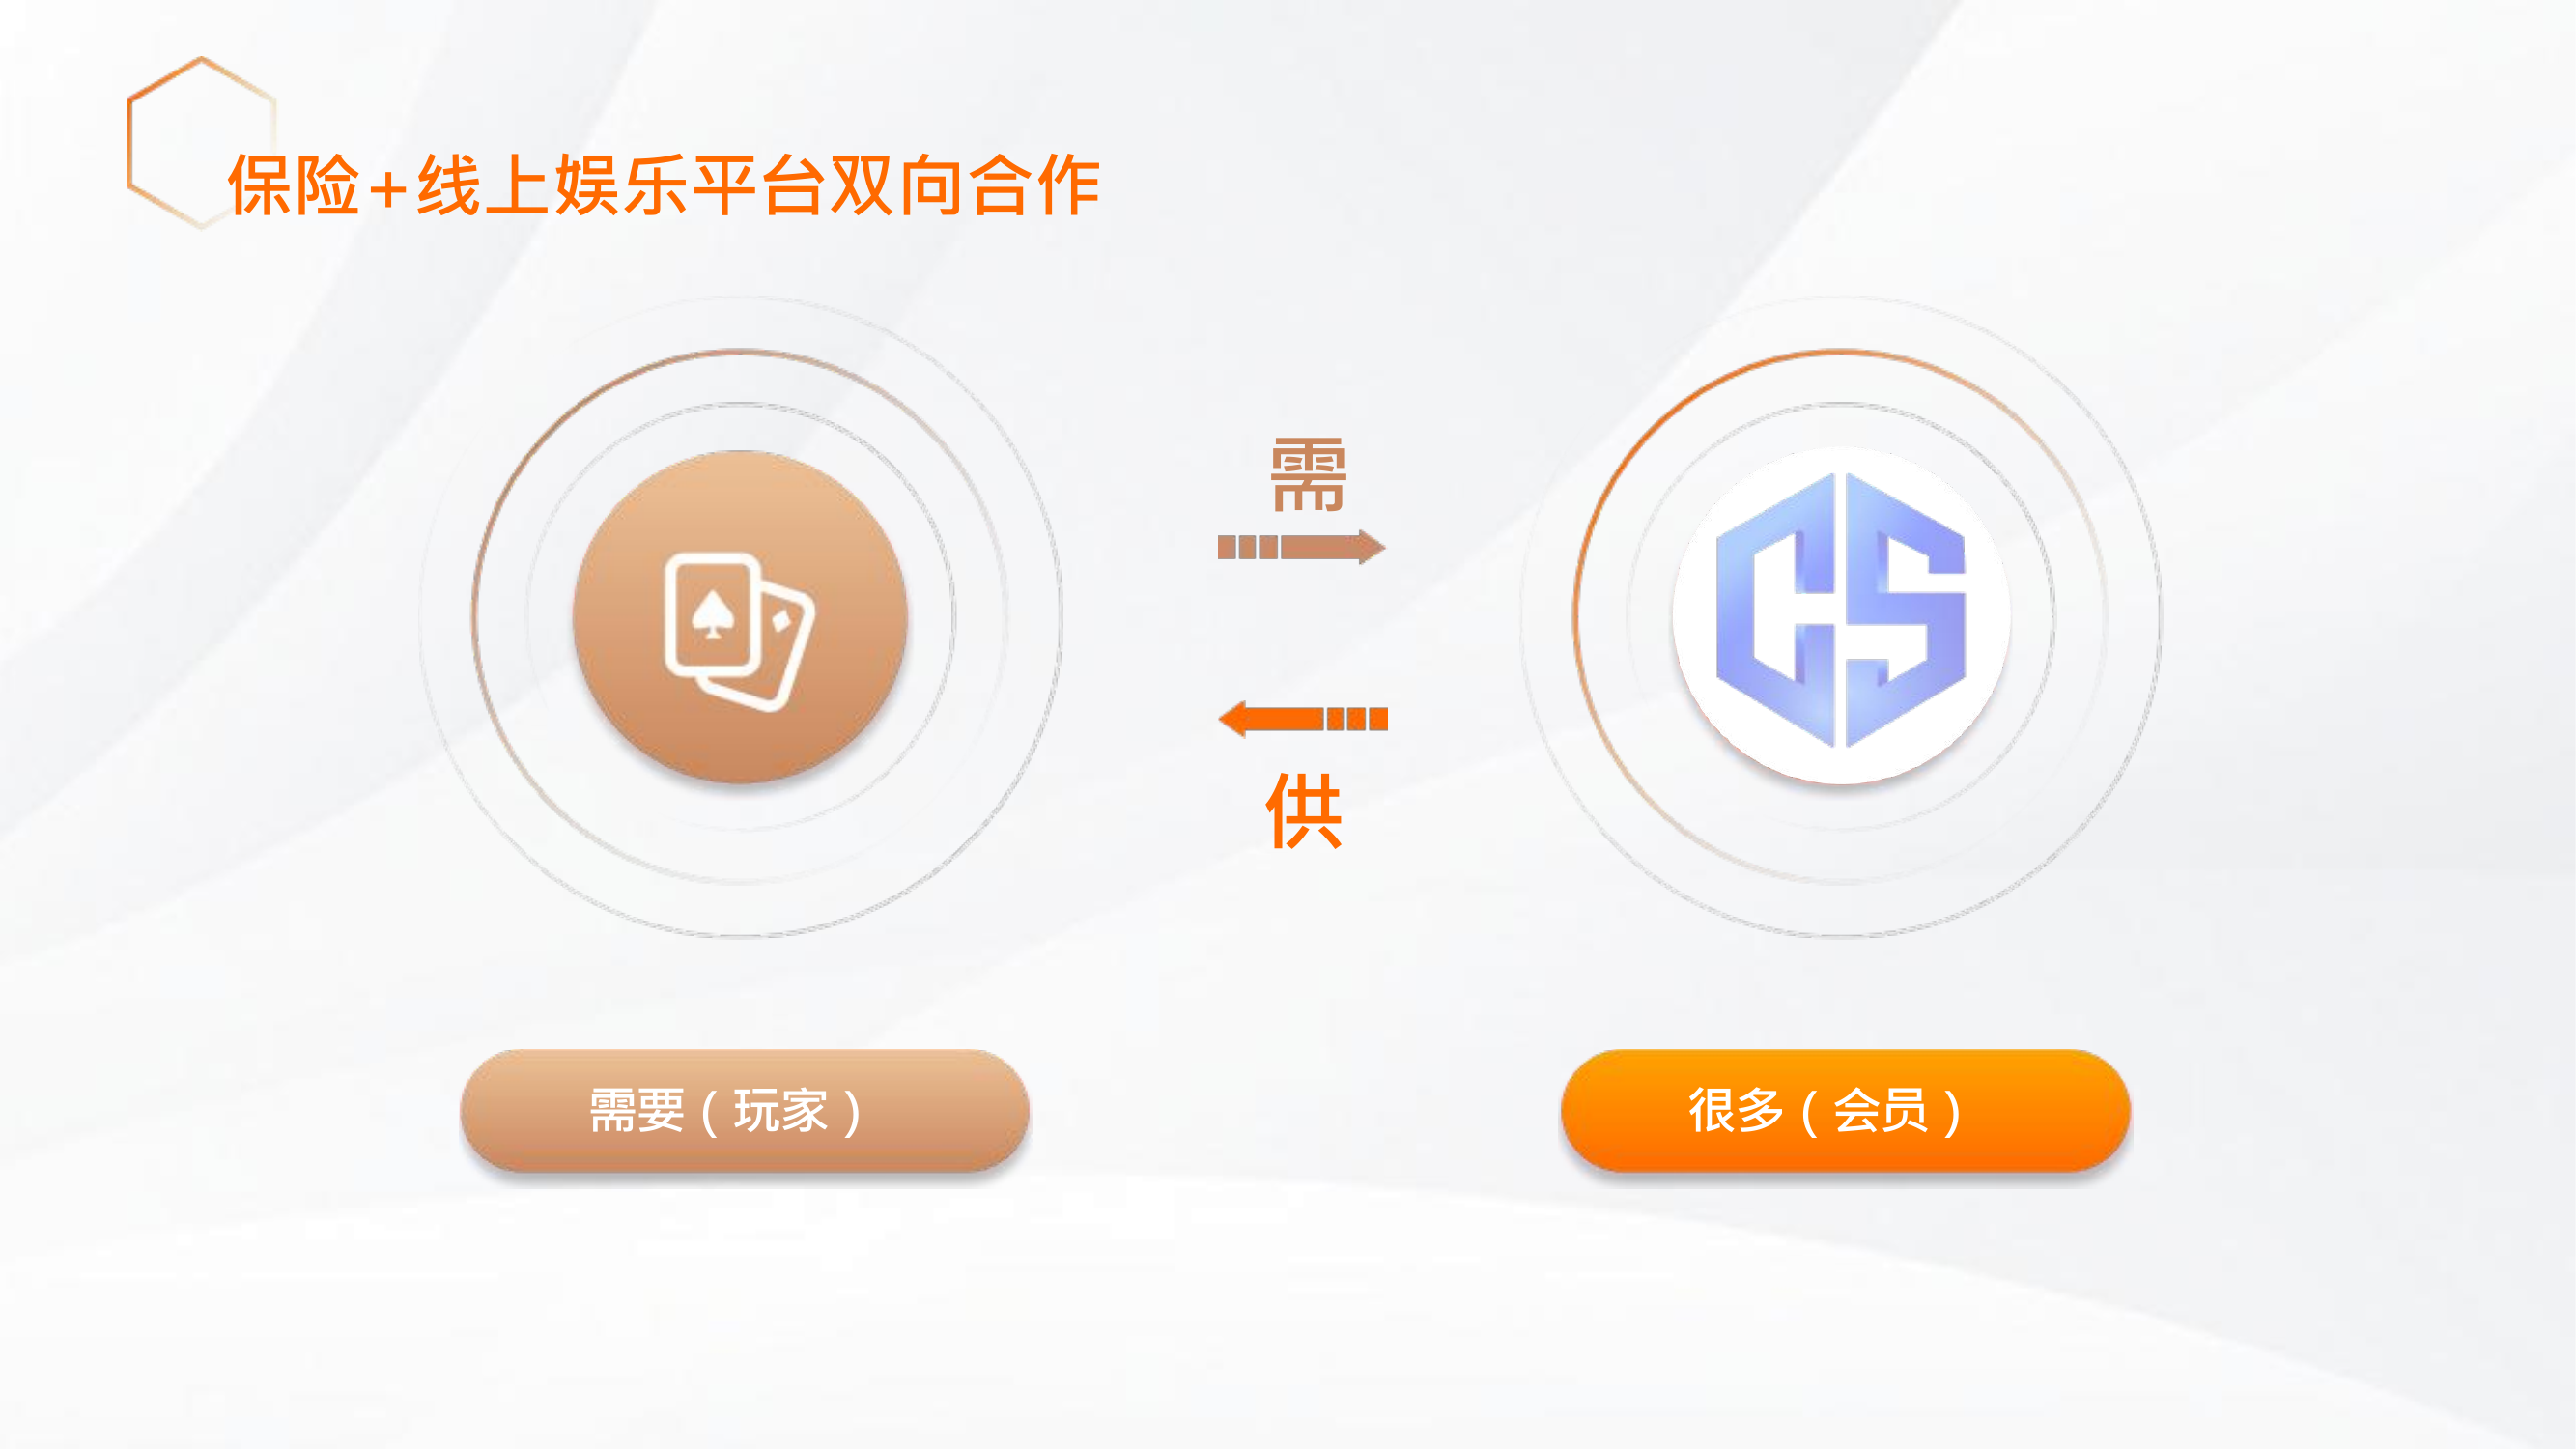 保险+线上娱乐平台双向合作
需
CS
供
需要（玩家）
很多（会员）